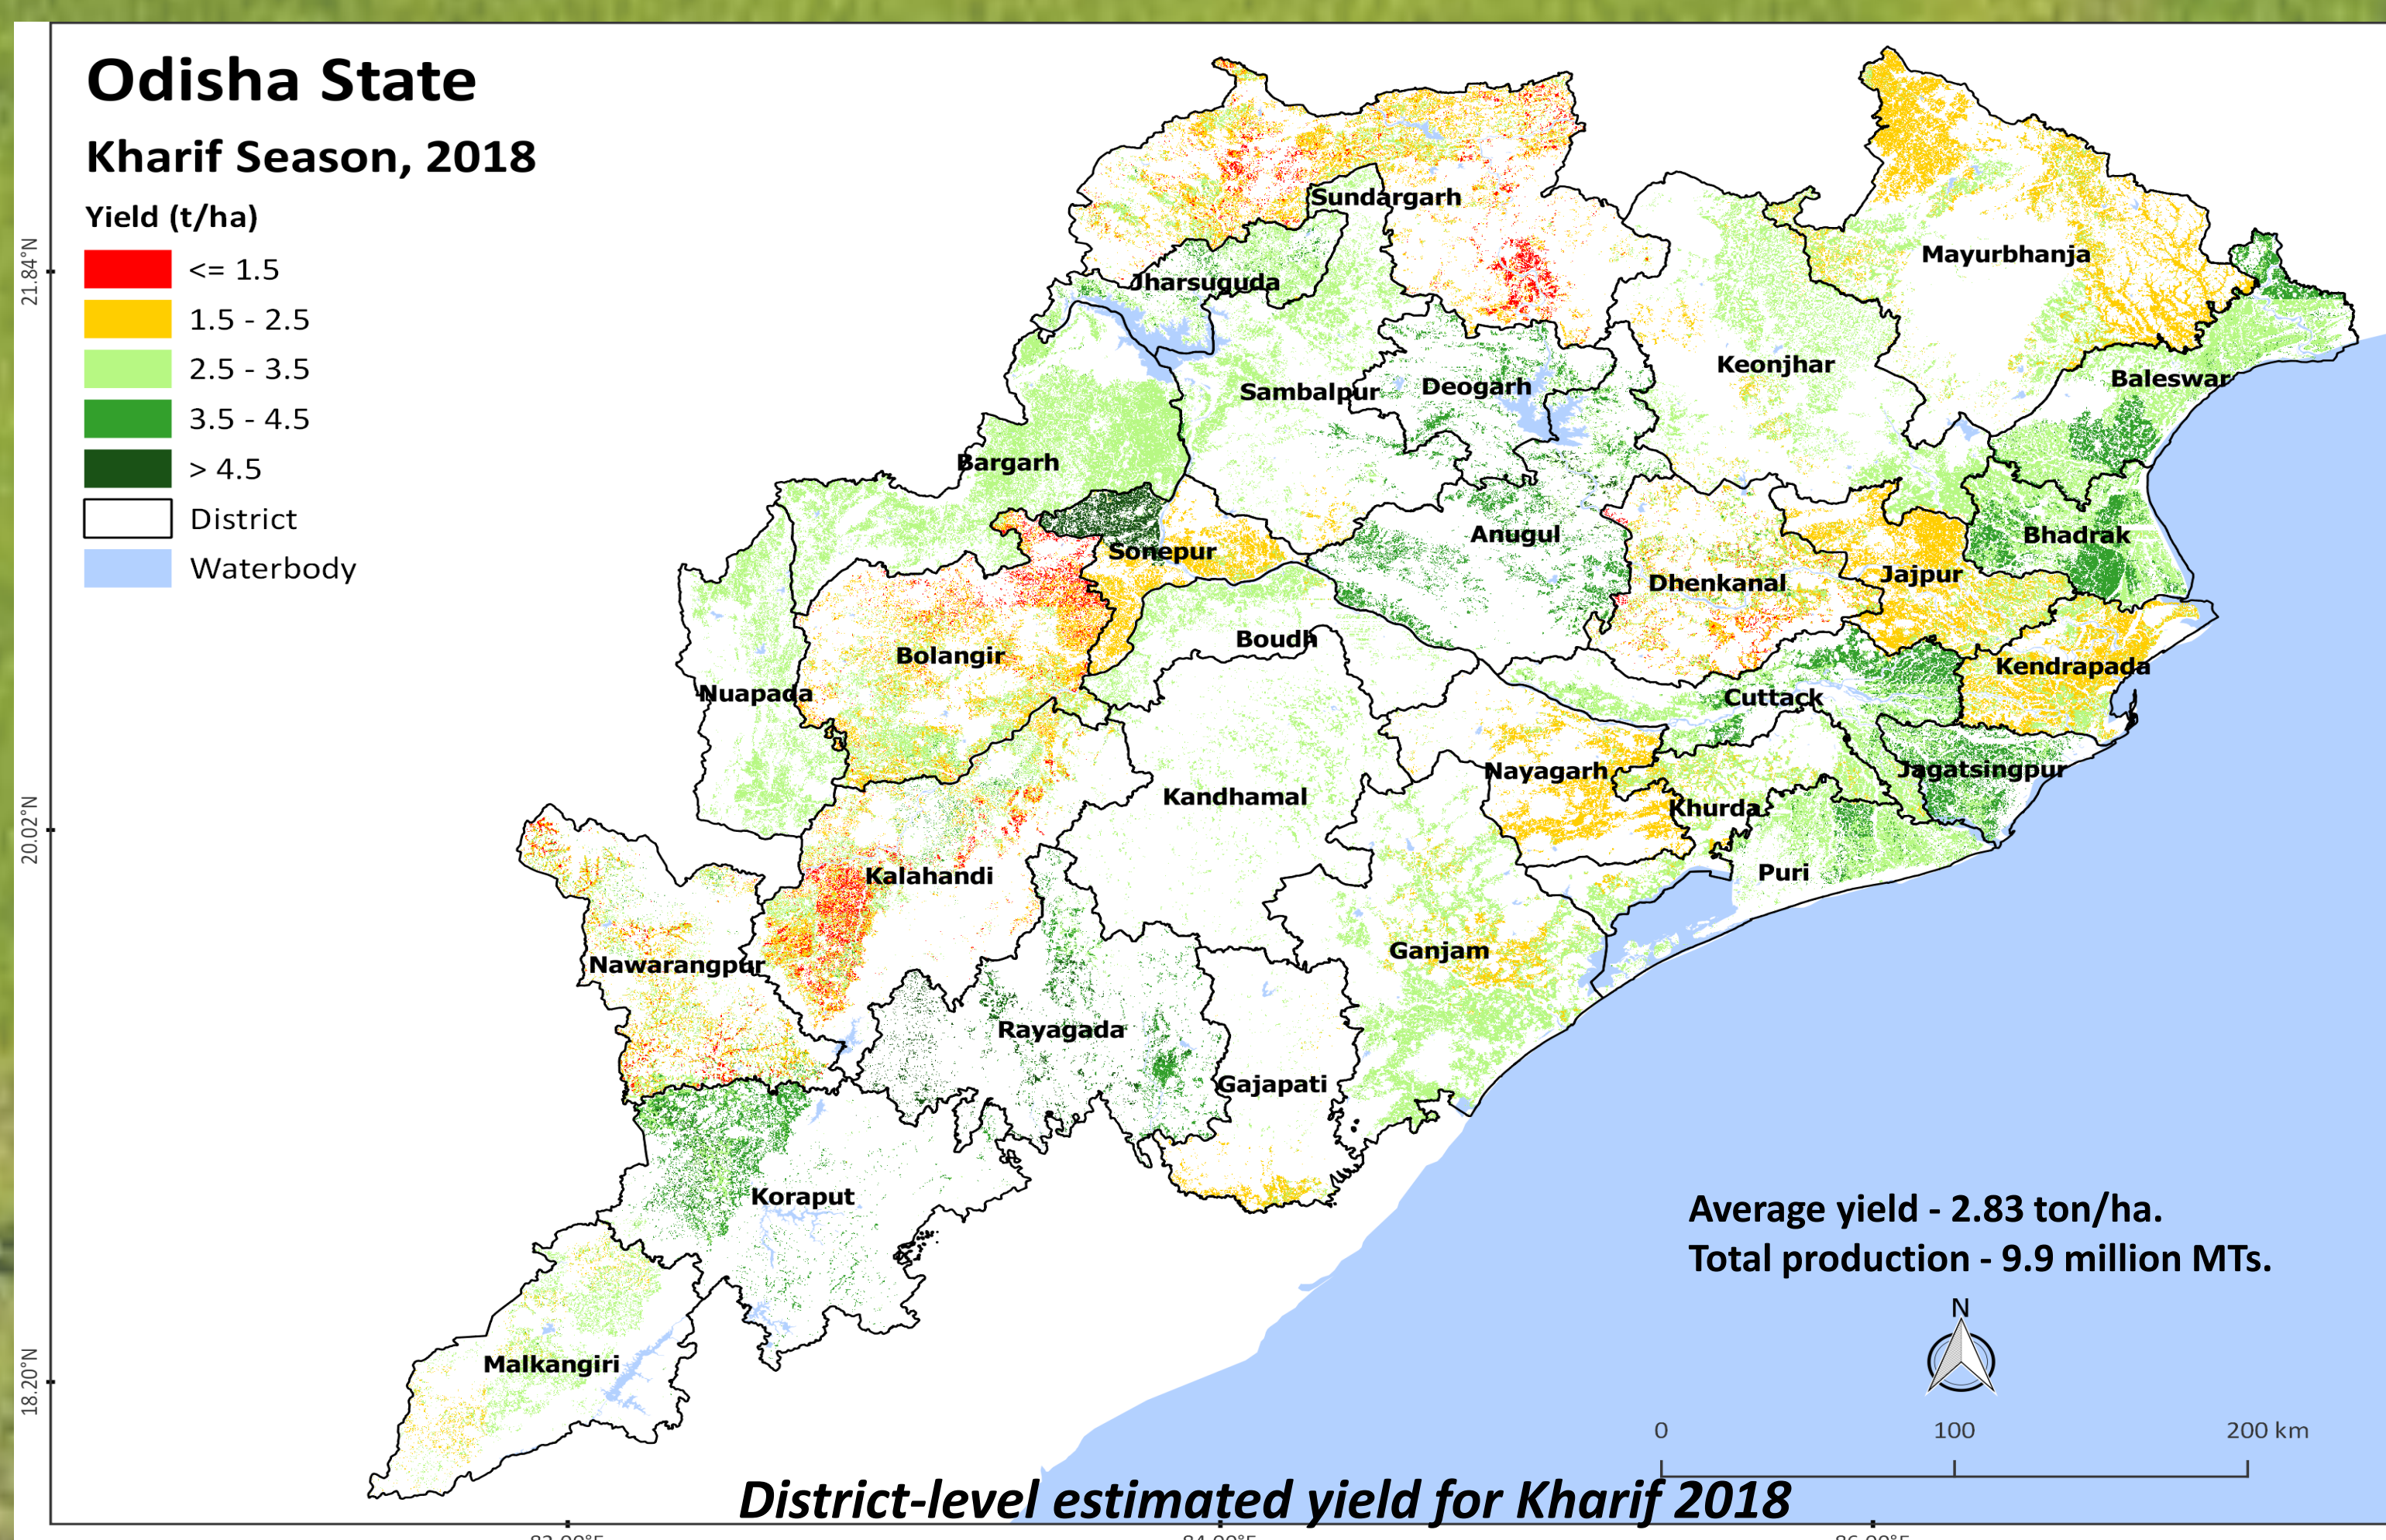 Odisha State
Kharif Season, 2018
Yield (t/ha)
<= 1.5
1.5 - 2.5
2.5 - 3.5
3.5 - 4.5
> 4.5
District
Waterbody
21.84°N
20.02°N
18.20°N
Sundargarh
Mayurbhanja
Jharsuguda
Keonjhar
Baleswar
Sambalpur
Deogarh
Bargarh
Anugul
Bhadrak
Sonepur
Jajpur
Dhenkanal
Boudh
Bolangir
Kendrapada
Nuapada
Cuttack
Nayagarh
Jagatsingpur
Kandhamal
Khurda
Kalahandi
Puri
Ganjam
Nawarangpur
Rayagada
Gajapati
Koraput
Malkangiri
Average yield - 2.83 ton/ha.
Total production - 9.9 million MTs.
N
0 100 200 km
District-level estimated yield for Kharif 2018